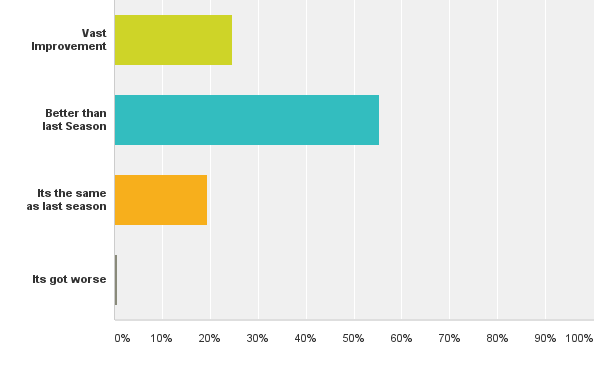 Vast
Improvement
Better than
last Season
Its the same
as last season
Its got worse
0% 10% 20% 30% 40% 50% 60% 70% 80% 90% 100%